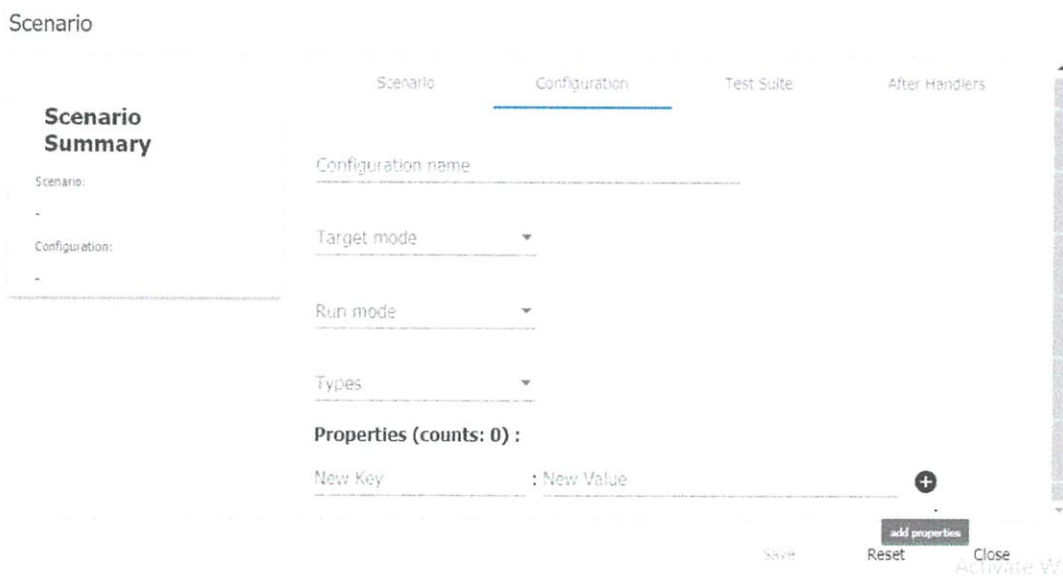 Scenario
Scenario Configuration Test Suite After Handlers
Scenario
Summary
Scenario:
-
Configuration:
-
Configuration name
Target mode
Run mode
Types
Properties (counts: 0) :
New Key : New Value
add properties
Save Reset Close
Activate W